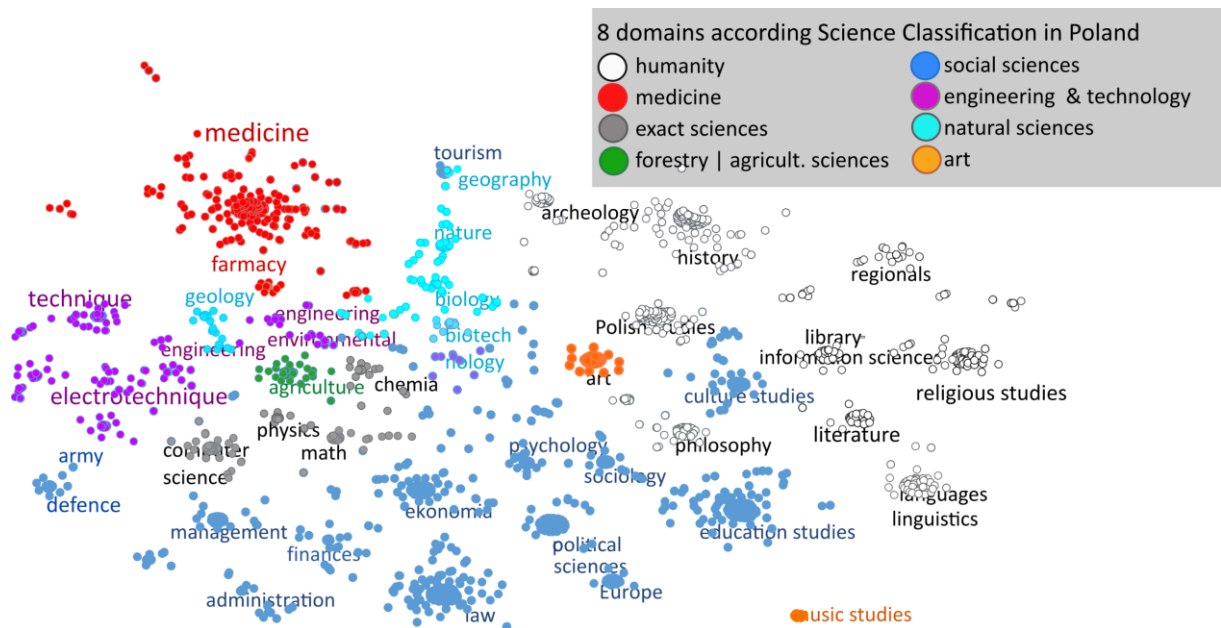 8 domains according Science Classification in Poland
humanity
social sciences
medicine
engineering & technology
exact sciences
natural sciences
forestry | agricult. sciences
art
medicine
tourism
geography
archeology
nature
history
farmacy
regionals
technique
geology
engineering
biology
Polish studies
engineering
environmental
biotech
nology
library
information science
agriculture
chemia
art
culture studies
religious studies
electrotechnique
physics
math
computer
science
psychology
philosophy
literature
army
defence
sociology
ekonomia
languages
linguistics
management
finances
political
sciences
education studies
administration
law
Europe
music studies